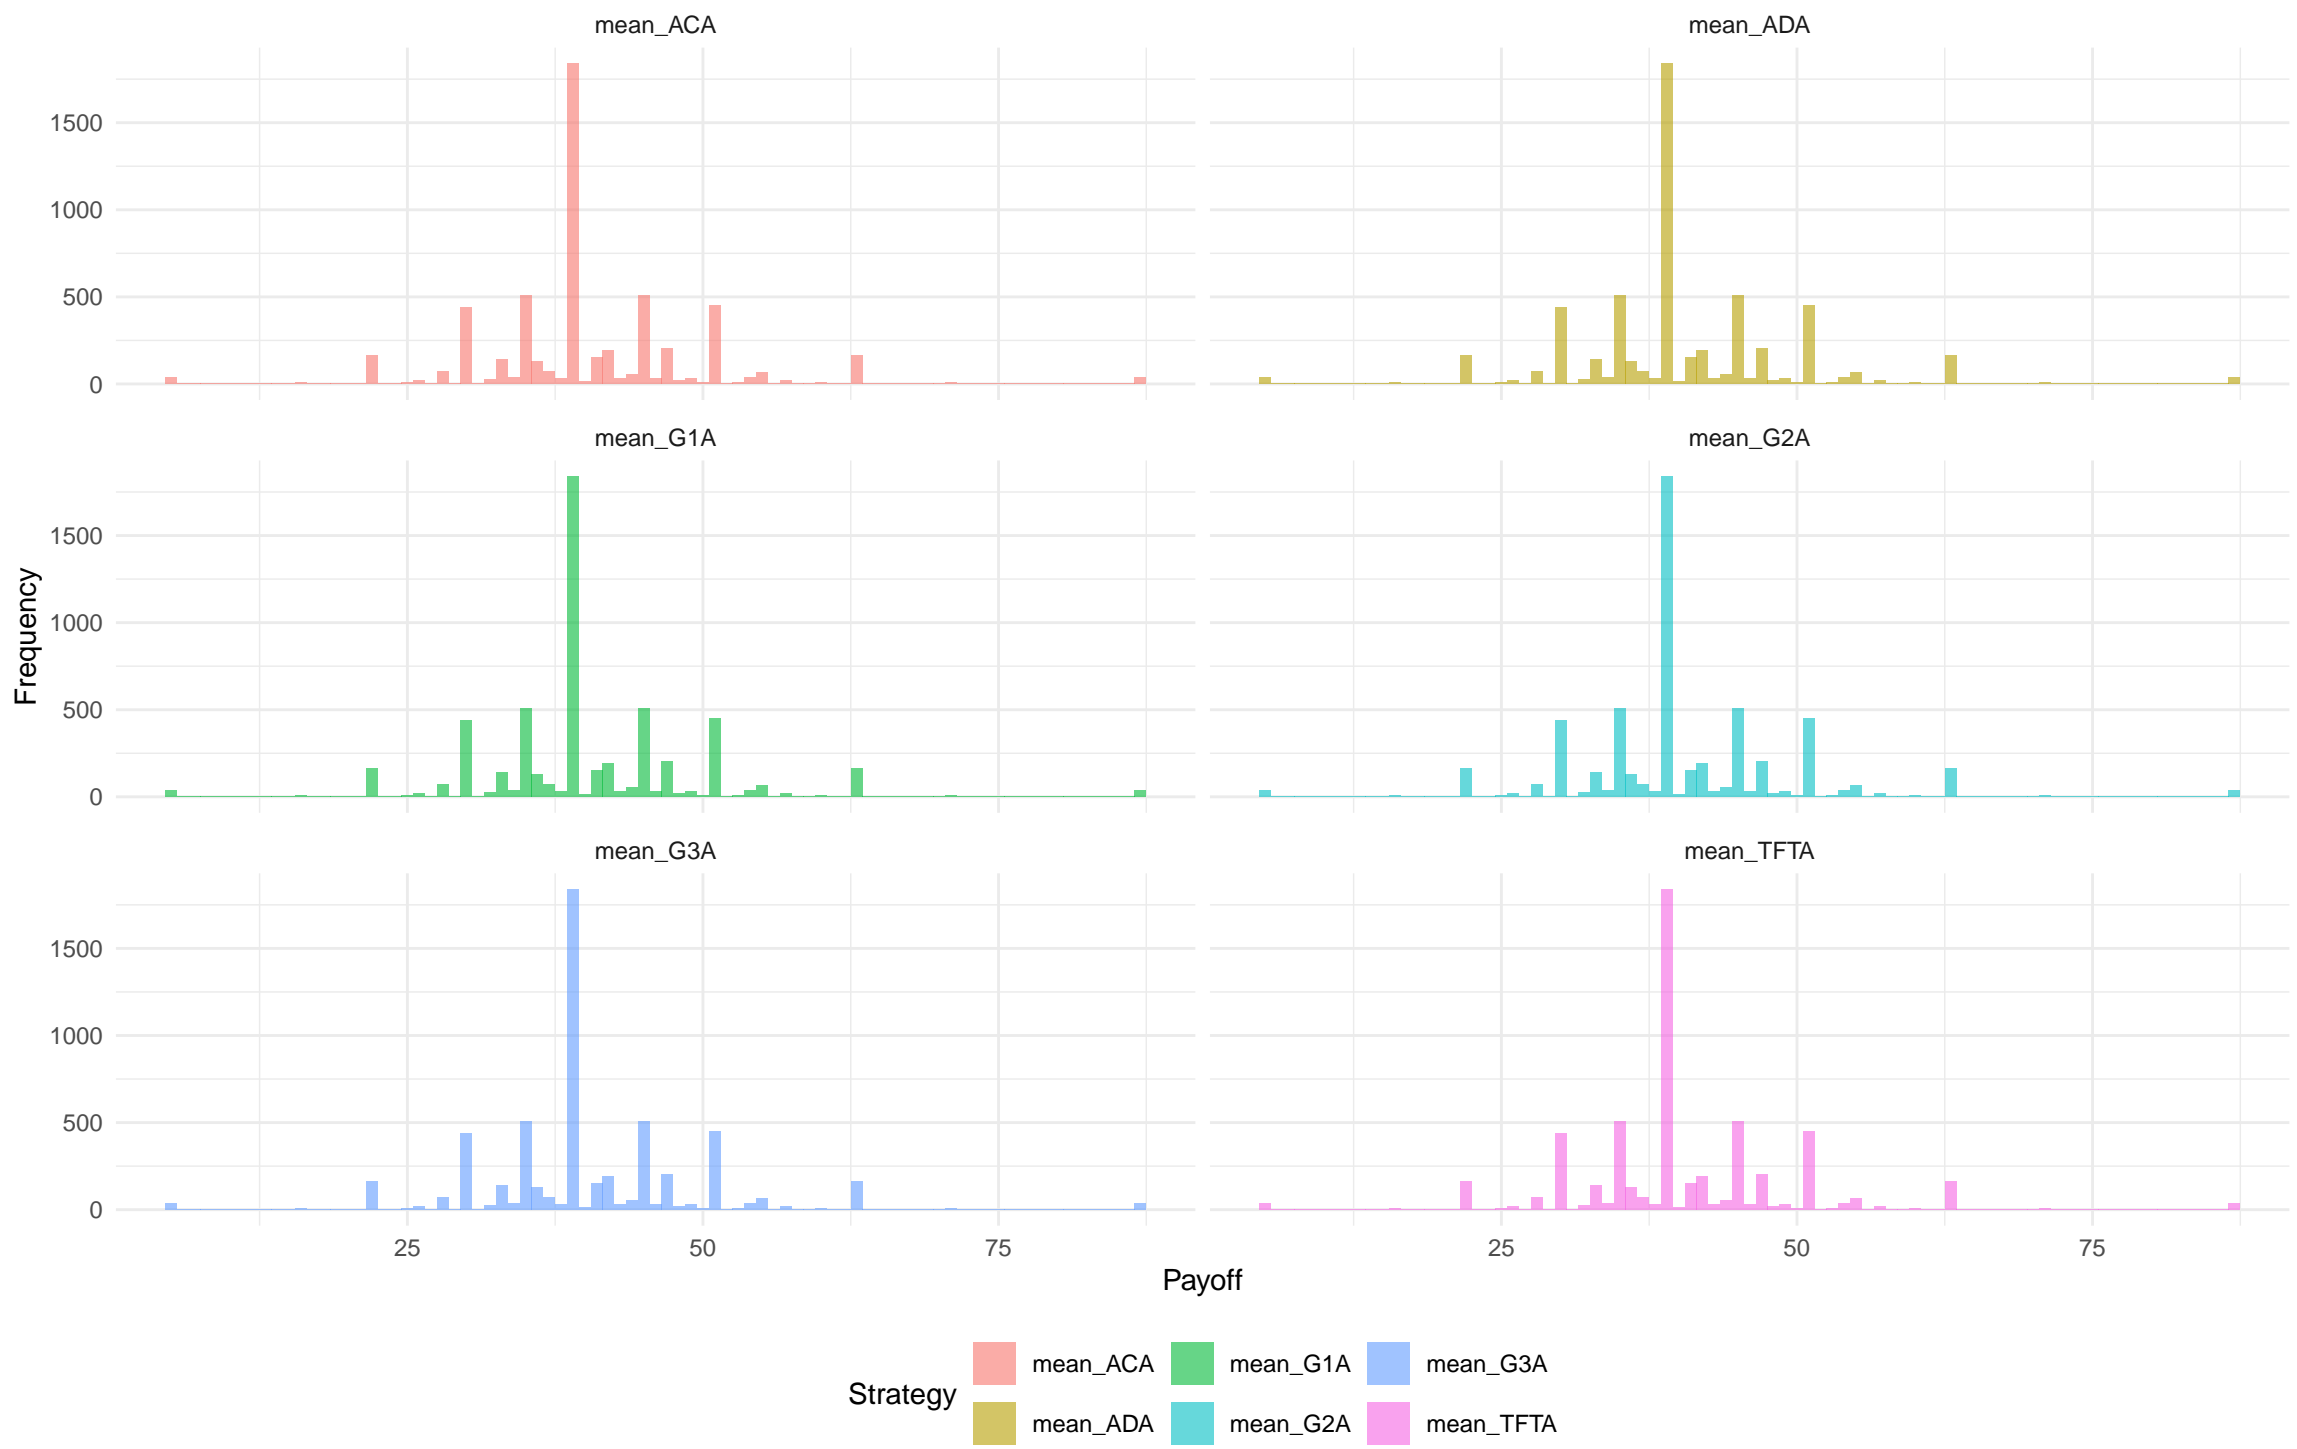 mean_ACA
mean_ADA
1500
1000
500
0
mean_G1A
mean_G2A
1500
1000
500
0
mean_G3A
mean_TFTA
1500
1000
500
0
25 50 75
25 50 75
Frequency
Payoff
Strategy
mean_ACA mean_G1A mean_G3A
mean_ADA mean_G2A mean_TFTA